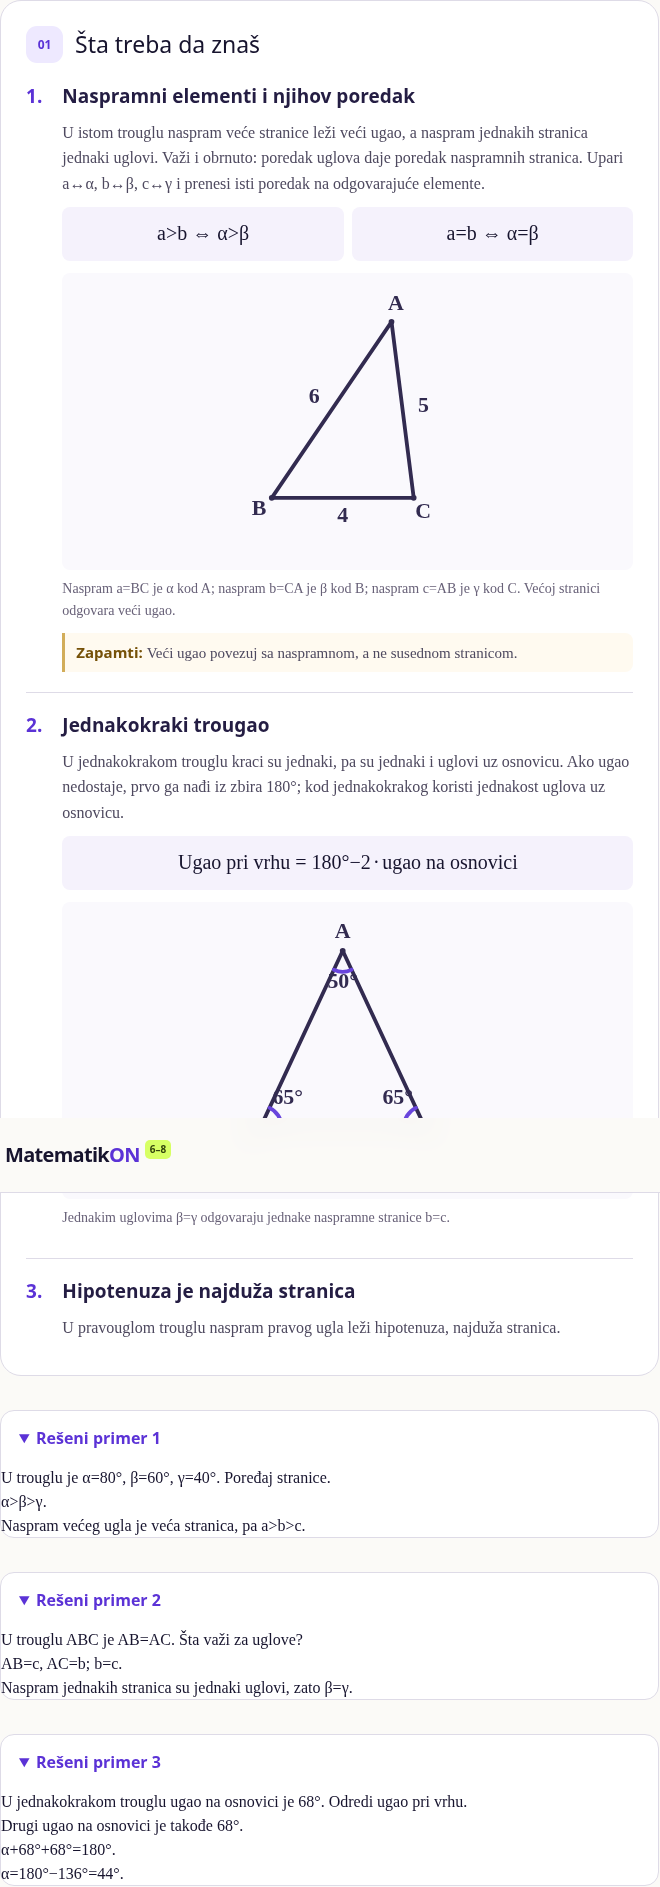 01 Šta treba da znaš
1. Naspramni elementi i njihov poredak
U istom trouglu naspram veće stranice leži veći ugao, a naspram jednakih stranica
jednaki uglovi. Važi i obrnuto: poredak uglova daje poredak naspramnih stranica. Upari
a↔α, b↔β, c↔γ i prenesi isti poredak na odgovarajuće elemente.
a>b ⇔ α>β
a=b ⇔ α=β
A
6
5
B
4
C
Naspram a=BC je α kod A; naspram b=CA je β kod B; naspram c=AB je γ kod C. Većoj stranici
odgovara veći ugao.
Zapamti: Veći ugao povezuj sa naspramnom, a ne susednom stranicom.
2. Jednakokraki trougao
U jednakokrakom trouglu kraci su jednaki, pa su jednaki i uglovi uz osnovicu. Ako ugao
nedostaje, prvo ga nađi iz zbira 180°; kod jednakokrakog koristi jednakost uglova uz
osnovicu.
Ugao pri vrhu = 180°−2·ugao na osnovici
A
50°
65°
65°
MatematikON 6–8
Jednakim uglovima β=γ odgovaraju jednake naspramne stranice b=c.
3. Hipotenuza je najduža stranica
U pravouglom trouglu naspram pravog ugla leži hipotenuza, najduža stranica.
▼ Rešeni primer 1
U trouglu je α=80°, β=60°, γ=40°. Poređaj stranice.
α>β>γ.
Naspram većeg ugla je veća stranica, pa a>b>c.
▼ Rešeni primer 2
U trouglu ABC je AB=AC. Šta važi za uglove?
AB=c, AC=b; b=c.
Naspram jednakih stranica su jednaki uglovi, zato β=γ.
▼ Rešeni primer 3
U jednakokrakom trouglu ugao na osnovici je 68°. Odredi ugao pri vrhu.
Drugi ugao na osnovici je takođe 68°.
α+68°+68°=180°.
α=180°−136°=44°.